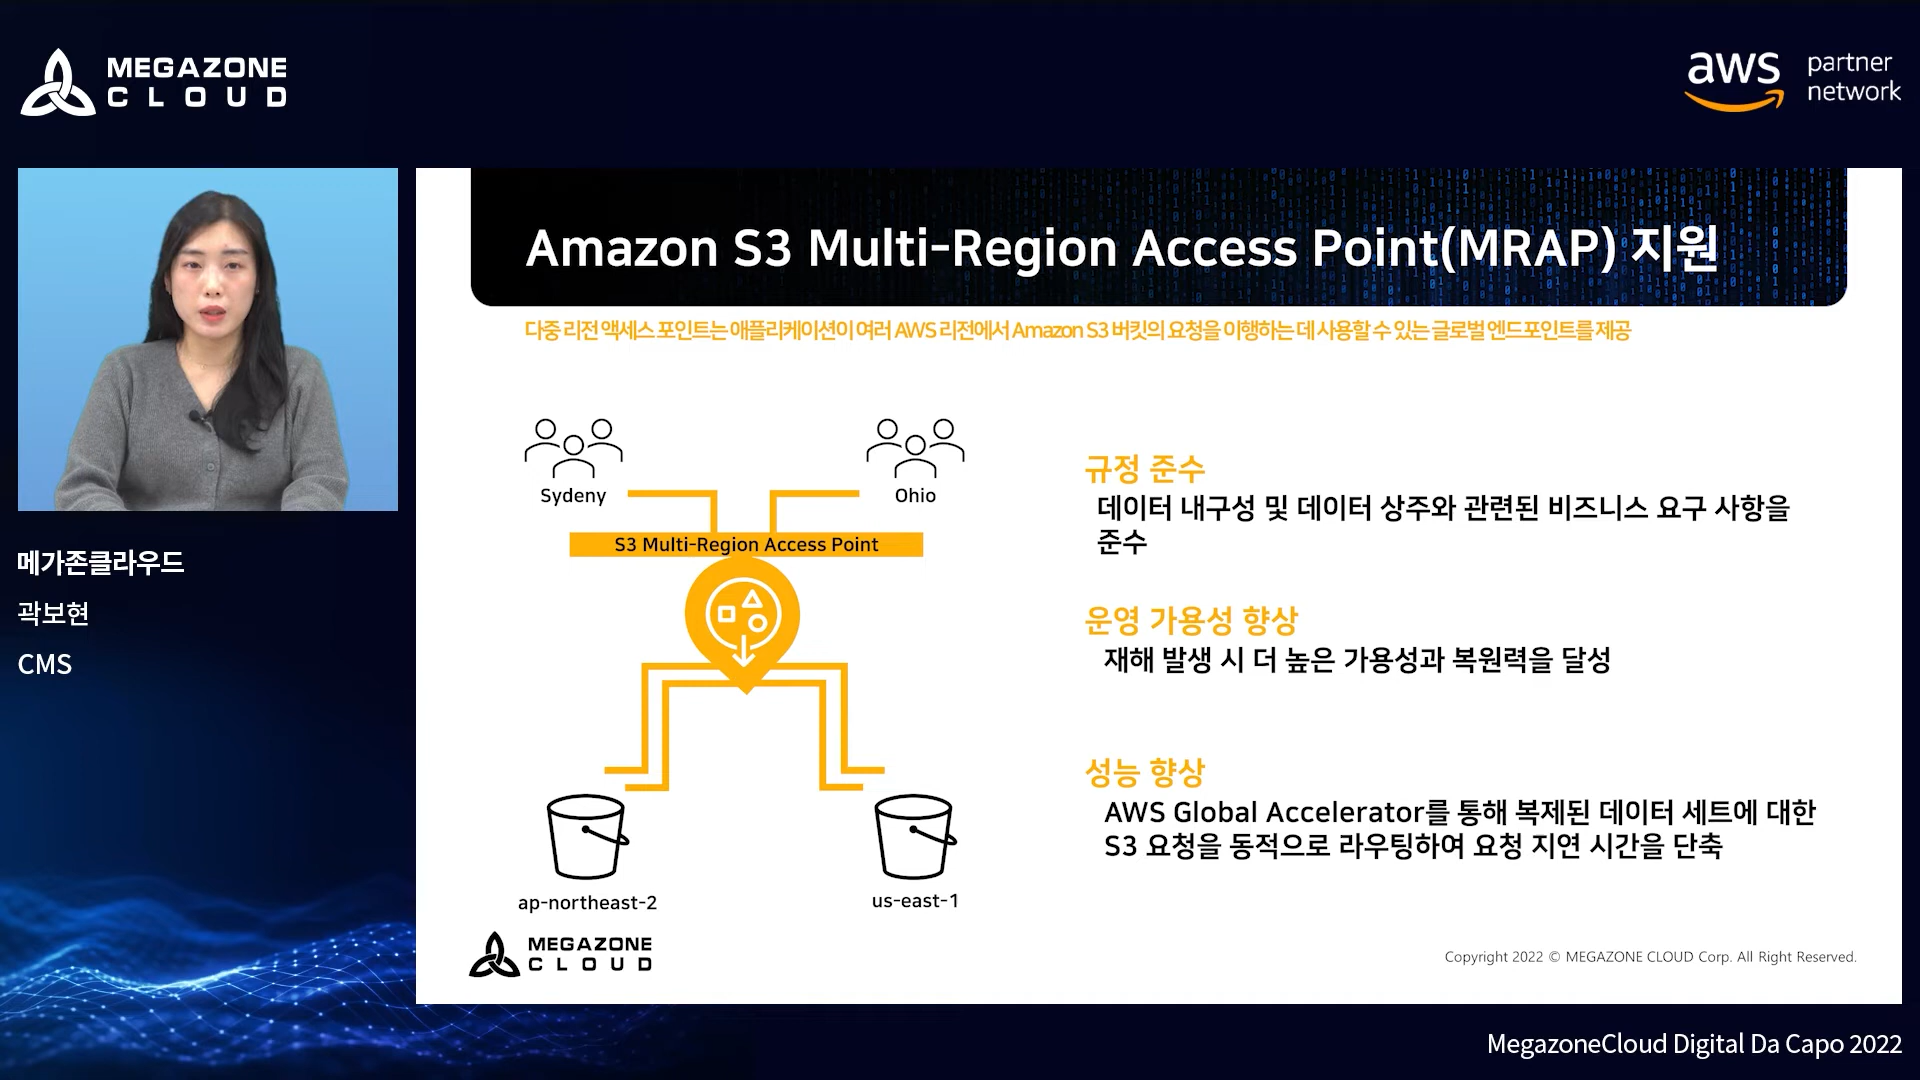 MEGAZONE
CLOUD
aws
partner
network
메가존클라우드
곽보현
CMS
Amazon S3 Multi-Region Access Point(MRAP) 지원
다중 리전 액세스 포인트는 애플리케이션이 여러 AWS 리전에서 Amazon S3 버킷의 요청을 이행하는 데 사용할 수 있는 글로벌 엔드포인트를 제공
Sydeny
Ohio
S3 Multi-Region Access Point
ap-northeast-2
us-east-1
규정 준수
데이터 내구성 및 데이터 상주와 관련된 비즈니스 요구 사항을
준수
운영 가용성 향상
재해 발생 시 더 높은 가용성과 복원력을 달성
성능 향상
AWS Global Accelerator를 통해 복제된 데이터 세트에 대한
S3 요청을 동적으로 라우팅하여 요청 지연 시간을 단축
MEGAZONE
CLOUD
Copyright 2022 © MEGAZONE CLOUD Corp. All Right Reserved.
MegazoneCloud Digital Da Capo 2022